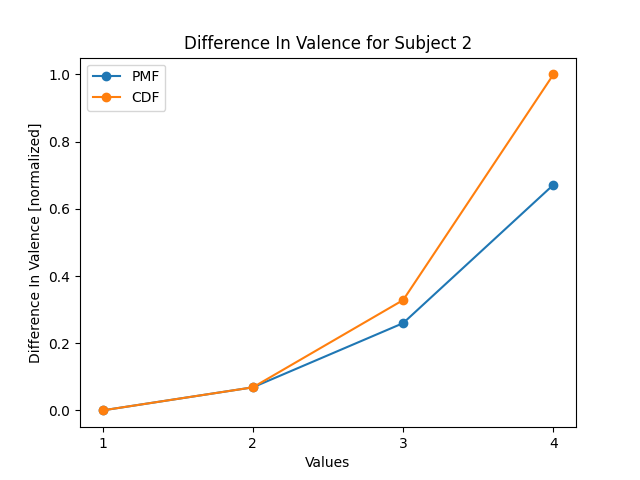 Difference In Valence for Subject 2
PMF
CDF
Difference In Valence [normalized]
1.0
0.8
0.6
0.4
0.2
0.0
1 2 3 4
Values